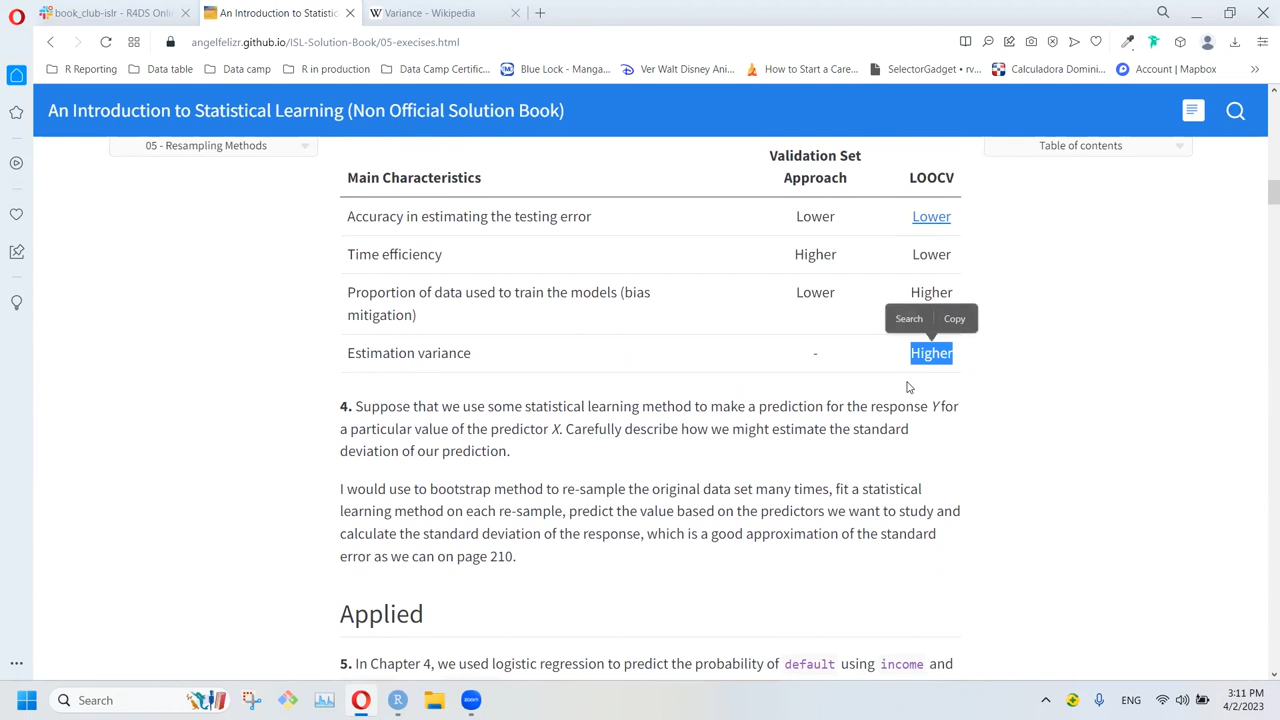 book_club-islr - R4DS Onli
An Introduction to Statistic
Variance - Wikipedia
angelfelizr.github.io/ISL-Solution-Book/05-execises.html
R Reporting
Data table
Data camp
R in production
Data Camp Certific...
Blue Lock - Manga...
Ver Walt Disney Ani...
How to Start a Care...
SelectorGadget • rv...
Calculadora Domini...
Account | Mapbox
An Introduction to Statistical Learning (Non Official Solution Book)
05 - Resampling Methods
Table of contents
Main Characteristics Validation Set Approach LOOCV
Accuracy in estimating the testing error Lower Lower
Time efficiency Higher Lower
Proportion of data used to train the models (bias Lower Higher
mitigation)
Search Copy
Estimation variance - Higher
4. Suppose that we use some statistical learning method to make a prediction for the response Y for
a particular value of the predictor X. Carefully describe how we might estimate the standard
deviation of our prediction.
I would use to bootstrap method to re-sample the original data set many times, fit a statistical
learning method on each re-sample, predict the value based on the predictors we want to study and
calculate the standard deviation of the response, which is a good approximation of the standard
error as we can on page 210.
Applied
5. In Chapter 4, we used logistic regression to predict the probability of default using income and
Search
ENG
3:11 PM
4/2/2023